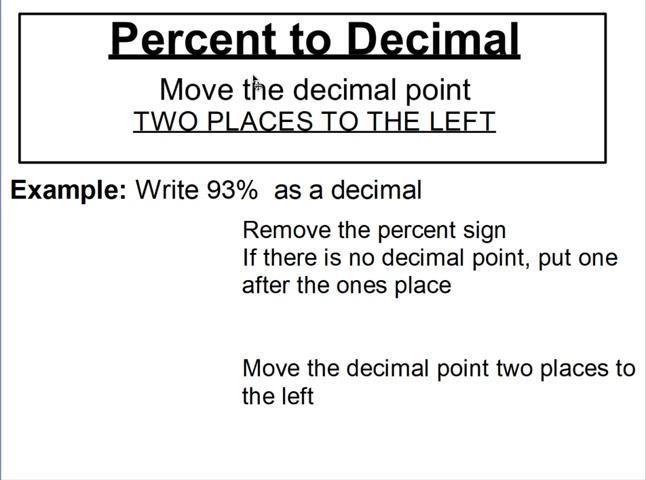 Percent to Decimal
Move the decimal point
TWO PLACES TO THE LEFT
Example: Write 93% as a decimal
Remove the percent sign
If there is no decimal point, put one
after the ones place
Move the decimal point two places to
the left